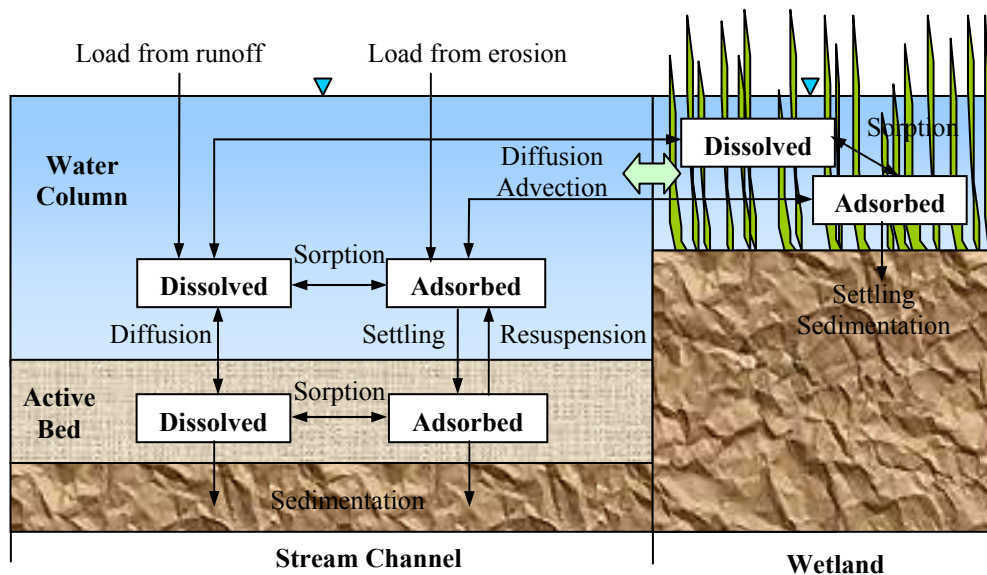 Load from runoff
Load from erosion
Water
Column
Dissolved
Sorption
Diffusion
Advection
Adsorbed
Sorption
Dissolved
Adsorbed
Settling
Sedimentation
Diffusion
Settling
Resuspension
Active
Bed
Sorption
Dissolved
Adsorbed
Sedimentation
Stream Channel
Wetland